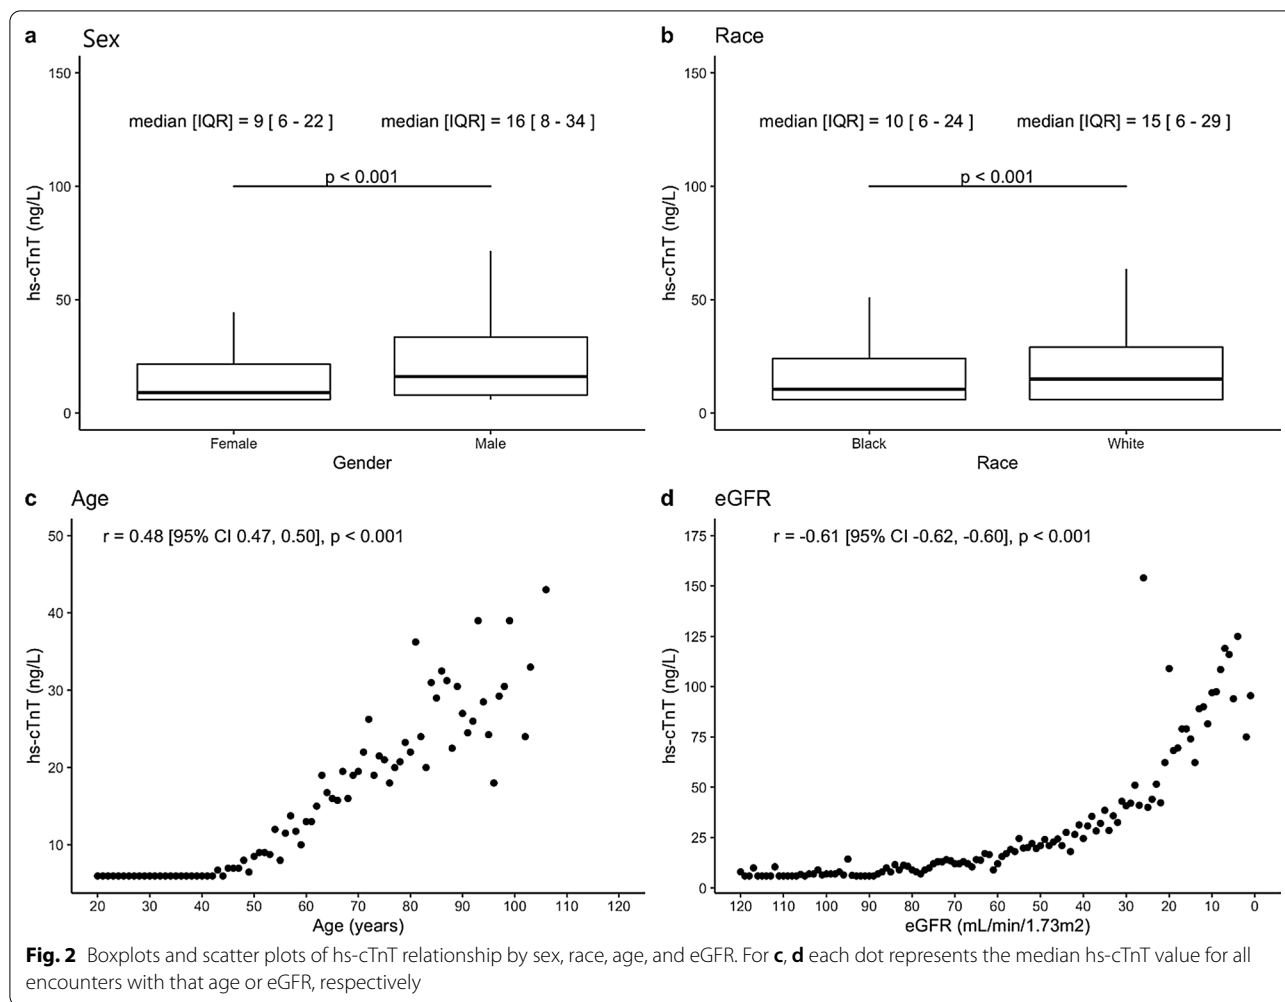 a Sex
150
100
50
0
hs-cTnT (ng/L)
median [IQR] = 9 [ 6 - 22 ]
median [IQR] = 16 [ 8 - 34 ]
p < 0.001
Female
Male
Gender
b Race
150
100
50
0
hs-cTnT (ng/L)
median [IQR] = 10 [ 6 - 24 ]
median [IQR] = 15 [ 6 - 29 ]
p < 0.001
Black
White
Race
c Age
r = 0.48 [95% CI 0.47, 0.50], p < 0.001
50
40
30
20
10
hs-cTnT (ng/L)
20 30 40 50 60 70 80 90 100 110 120
Age (years)
d eGFR
r = -0.61 [95% CI -0.62, -0.60], p < 0.001
175
150
125
100
75
50
25
0
hs-cTnT (ng/L)
120 110 100 90 80 70 60 50 40 30 20 10 0
eGFR (mL/min/1.73m2)
Fig. 2 Boxplots and scatter plots of hs-cTnT relationship by sex, race, age, and eGFR. For c, d each dot represents the median hs-cTnT value for all
encounters with that age or eGFR, respectively